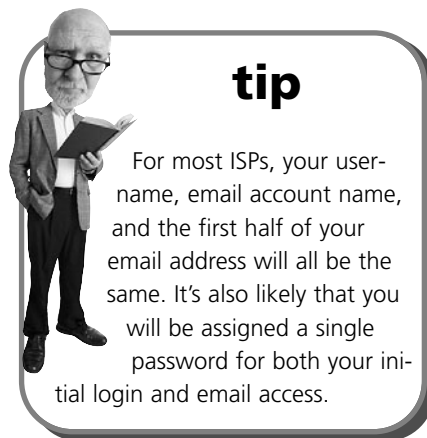 tip
For most ISPs, your user-
name, email account name,
and the first half of your
email address will all be the
same. It’s also likely that you
will be assigned a single
password for both your ini-
tial login and email access.